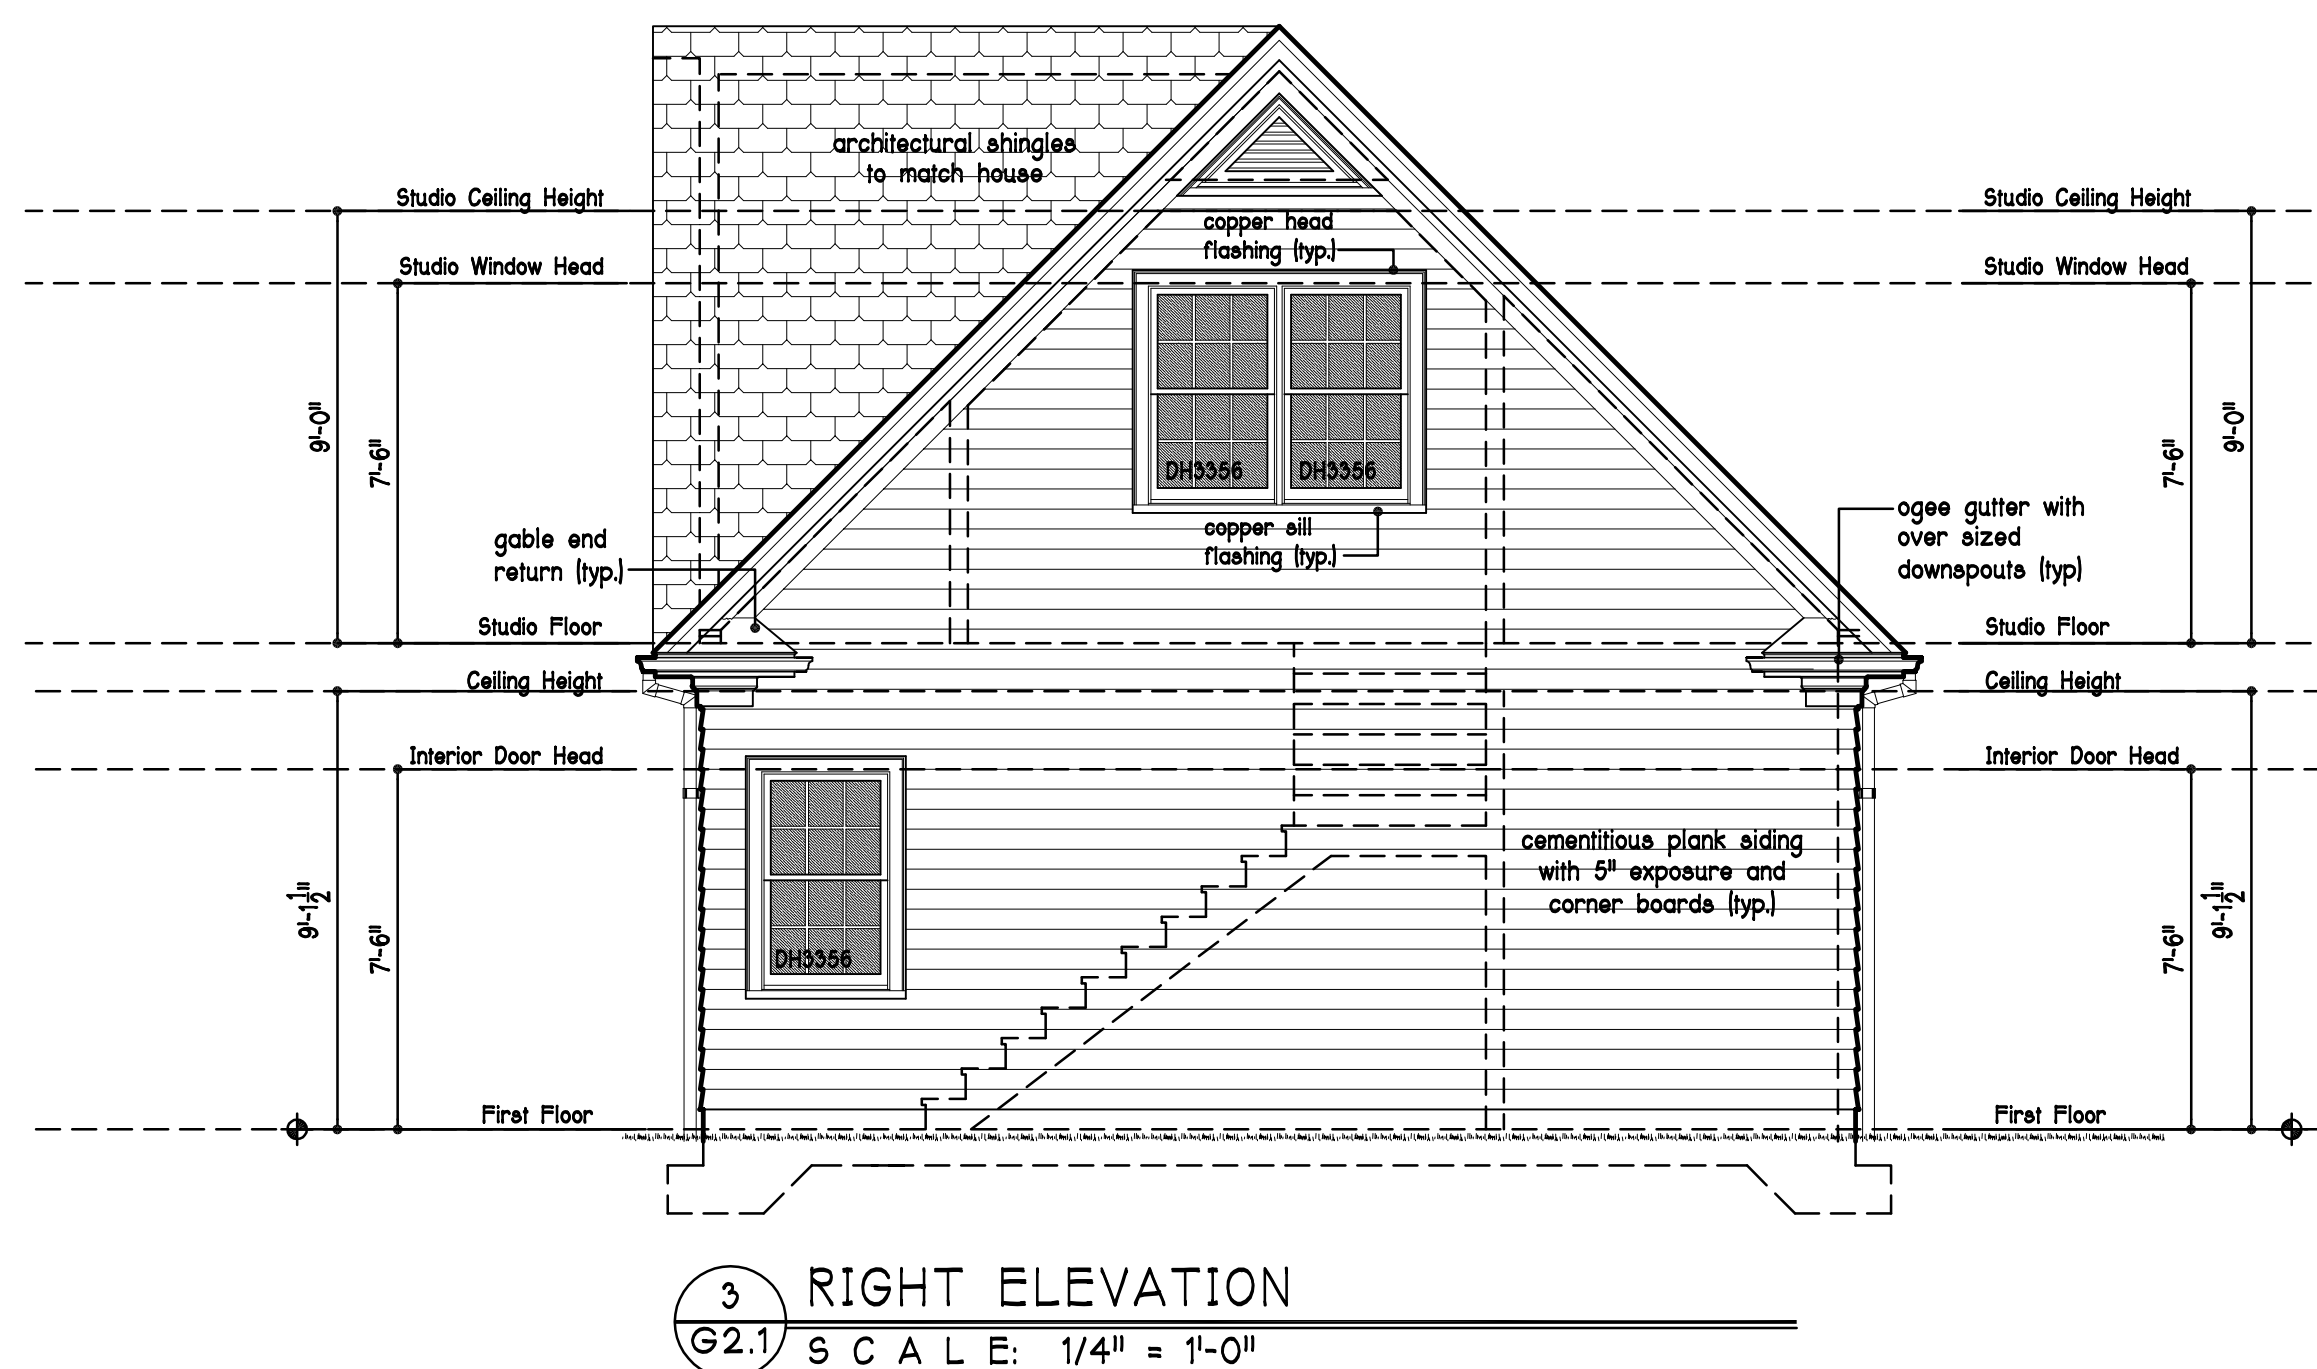 architectural shingles
to match house
Studio Ceiling Height
Studio Ceiling Height
copper head
flashing (typ.)
Studio Window Head
Studio Window Head
9'-0"
7'-6"
7'-6"
9'-0"
DH3356
DH3356
ogee gutter with
over sized
downspouts (typ)
copper sill
flashing (typ.)
gable end
return (typ.)
Studio Floor
Studio Floor
Ceiling Height
Ceiling Height
Interior Door Head
Interior Door Head
cementitious plank siding
with 5" exposure and
corner boards (typ.)
9'-1 1/2"
7'-6"
DH3356
7'-6"
9'-1 1/2"
First Floor
First Floor
3
RIGHT ELEVATION
G2.1
SCALE: 1/4" = 1'-0"